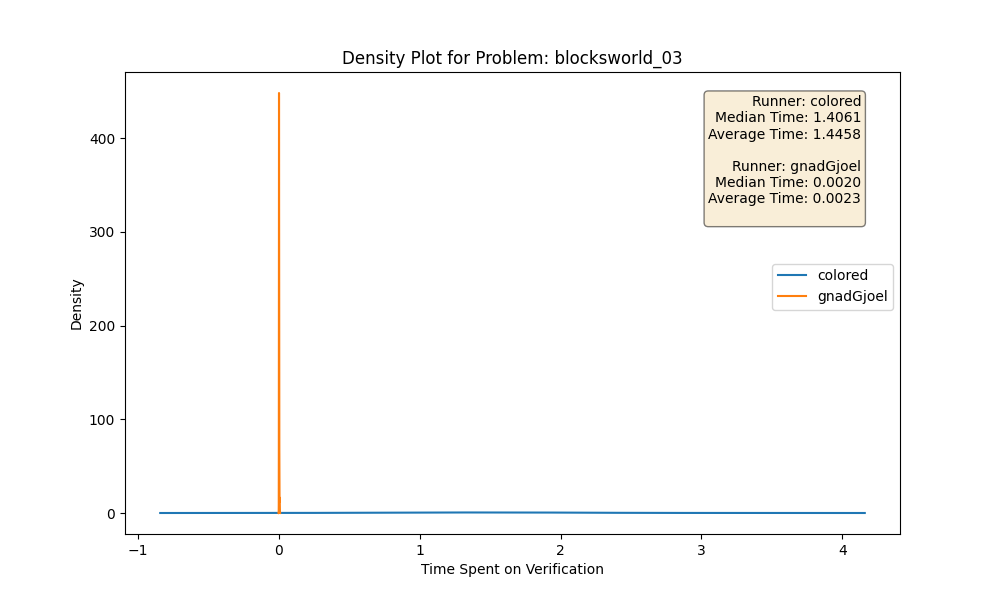 Density Plot for Problem: blocksworld_03
Runner: colored
Median Time: 1.4061
Average Time: 1.4458
Runner: gnadGjoel
Median Time: 0.0020
Average Time: 0.0023
colored
gnadGjoel
Density
400
300
200
100
0
−1
0
1
2
3
4
Time Spent on Verification